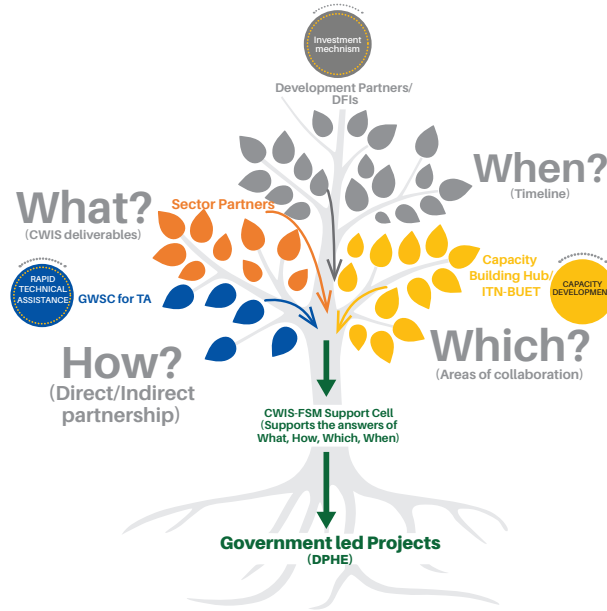 Investment
mechnism
Development Partners/
DFIs
When?
(Timeline)
What?
(CWIS deliverables)
Sector Partners
Capacity
Building Hub/
ITN-BUET
CAPACITY
DEVELOPMEN
RAPID
TECHNICAL
ASSISTANCE
GWSC for TA
How?
(Direct/Indirect
partnership)
Which?
(Areas of collaboration)
CWIS-FSM Support Cell
(Supports the answers of
What, How, Which, When)
Government led Projects
(DPHE)